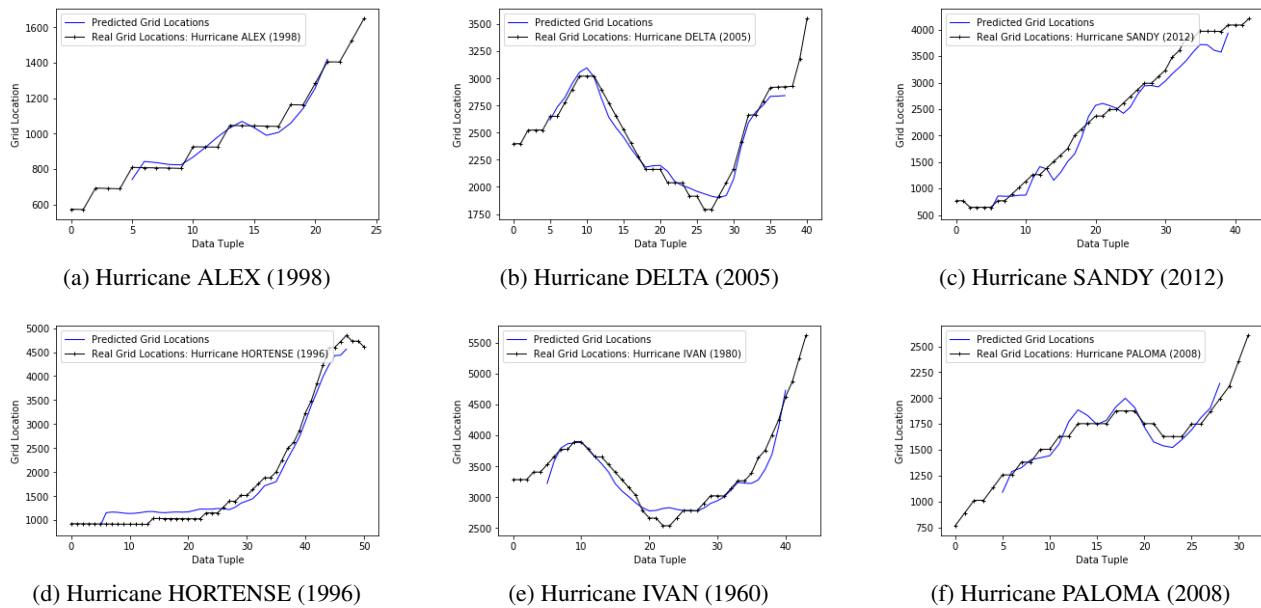 Predicted Grid Locations
Real Grid Locations: Hurricane ALEX (1998)
Grid Location
1600
1400
1200
1000
800
600
0 5 10 15 20 25
Data Tuple
(a) Hurricane ALEX (1998)
Predicted Grid Locations
Real Grid Locations: Hurricane DELTA (2005)
Grid Location
3500
3250
3000
2750
2500
2250
2000
1750
0 5 10 15 20 25 30 35 40
Data Tuple
(b) Hurricane DELTA (2005)
Predicted Grid Locations
Real Grid Locations: Hurricane SANDY (2012)
Grid Location
4000
3500
3000
2500
2000
1500
1000
500
0 10 20 30 40
Data Tuple
(c) Hurricane SANDY (2012)
Predicted Grid Locations
Real Grid Locations: Hurricane HORTENSE (1996)
Grid Location
5000
4500
4000
3500
3000
2500
2000
1500
1000
0 10 20 30 40 50
Data Tuple
(d) Hurricane HORTENSE (1996)
Predicted Grid Locations
Real Grid Locations: Hurricane IVAN (1980)
Grid Location
5500
5000
4500
4000
3500
3000
2500
0 10 20 30 40
Data Tuple
(e) Hurricane IVAN (1960)
Predicted Grid Locations
Real Grid Locations: Hurricane PALOMA (2008)
Grid Location
2500
2250
2000
1750
1500
1250
1000
750
0 5 10 15 20 25 30
Data Tuple
(f) Hurricane PALOMA (2008)